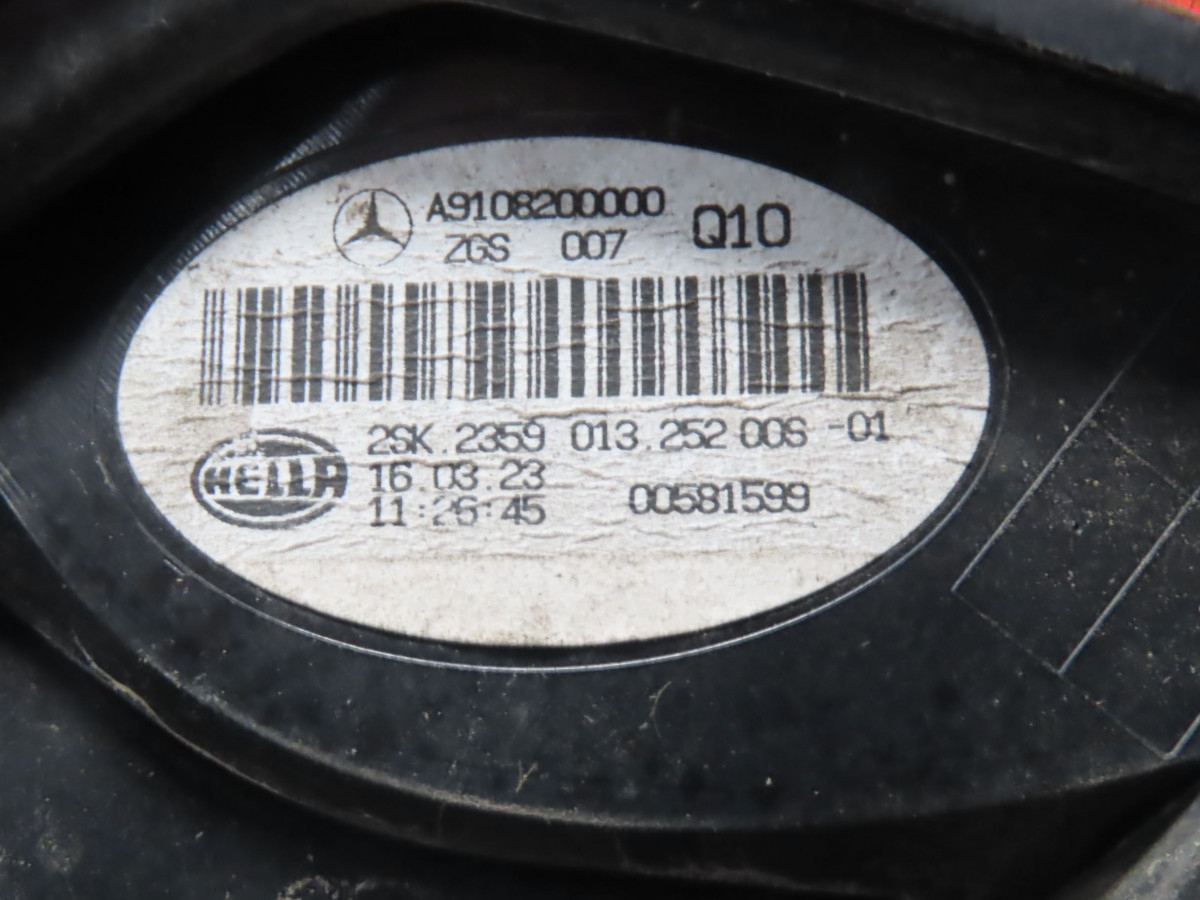 A9108200000
ZGS 007 Q10
2SK.2359 013.252 00S -01
HELLA 16.03.23
11:26:45 00581599